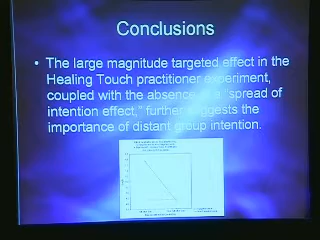 Conclusions
• The large magnitude targeted effect in the
Healing Touch practitioner experiment,
coupled with the absence of a "spread of
intention effect," further suggests the
importance of distant group intention.